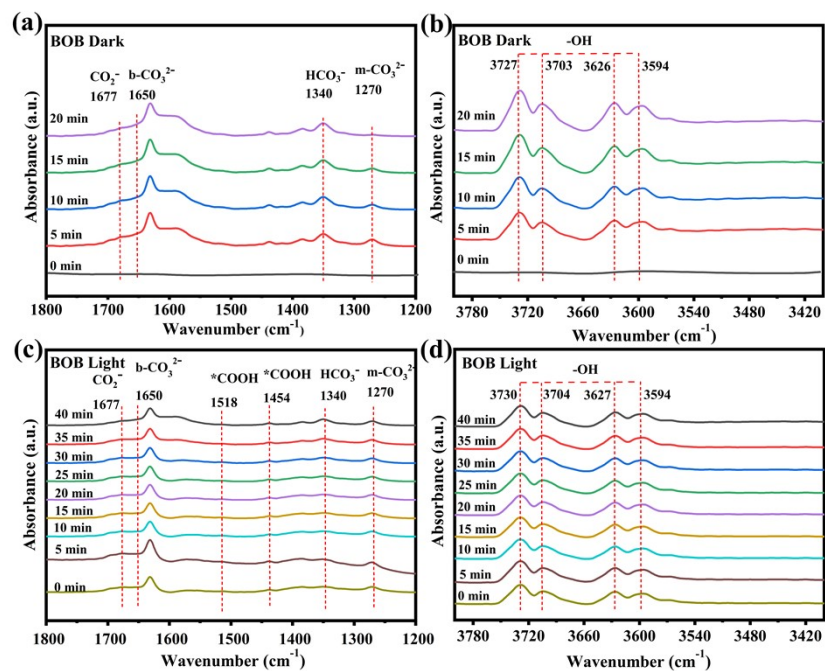 (a)
BOB Dark
CO₂⁻ b-CO₃²⁻
1677 1650
HCO₃⁻ m-CO₃²⁻
1340 1270
20 min
15 min
10 min
5 min
0 min
Absorbance (a.u.)
1800 1700 1600 1500 1400 1300 1200
Wavenumber (cm⁻¹)
(b)
BOB Dark
-OH
3727 3703 3626 3594
20 min
15 min
10 min
5 min
0 min
Absorbance (a.u.)
3780 3720 3660 3600 3540 3480 3420
Wavenumber (cm⁻¹)
(c)
BOB Light
CO₂⁻ b-CO₃²⁻ *COOH *COOH HCO₃⁻ m-CO₃²⁻
1677 1650 1518 1454 1340 1270
40 min
35 min
30 min
25 min
20 min
15 min
10 min
5 min
0 min
Absorbance (a.u.)
1800 1700 1600 1500 1400 1300 1200
Wavenumber (cm⁻¹)
(d)
BOB Light
-OH
3730 3704 3627 3594
40 min
35 min
30 min
25 min
20 min
15 min
10 min
5 min
0 min
Absorbance (a.u.)
3780 3720 3660 3600 3540 3480 3420
Wavenumber (cm⁻¹)